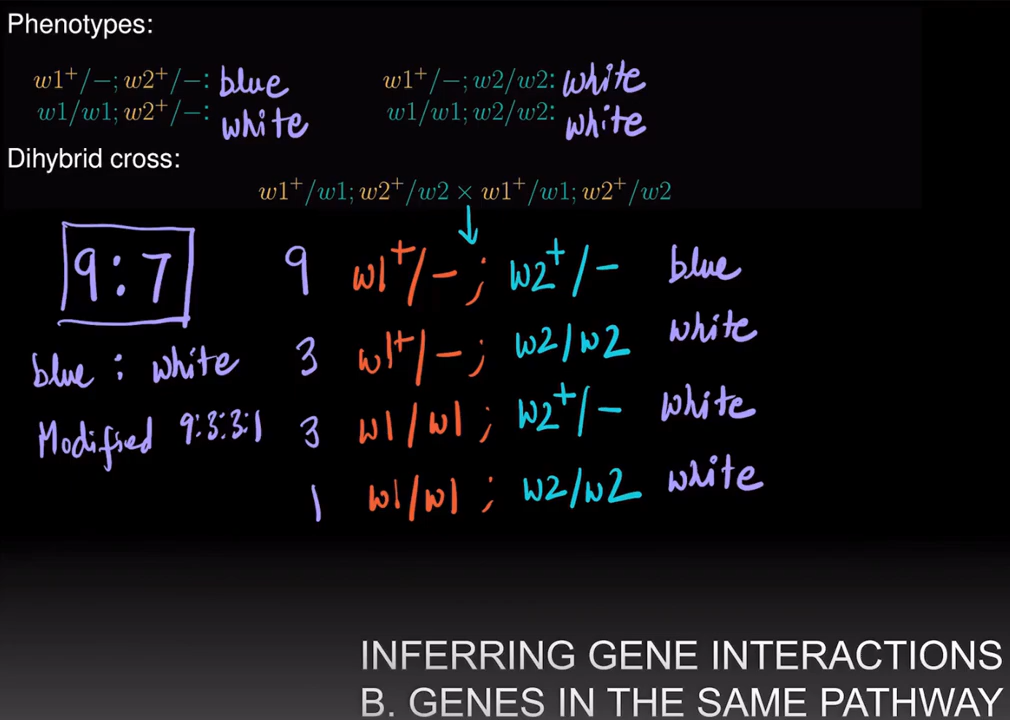 Phenotypes:
w1⁺/−; w2⁺/−: blue w1⁺/−; w2/w2: white
w1/w1; w2⁺/−: white w1/w1; w2/w2: white
Dihybrid cross:
w1⁺/w1; w2⁺/w2 × w1⁺/w1; w2⁺/w2
9:7 9 w1⁺/− ; w2⁺/− blue
blue : white 3 w1⁺/− ; w2/w2 white
Modified 9:3:3:1 3 w1/w1 ; w2⁺/− white
1 w1/w1 ; w2/w2 white
INFERRING GENE INTERACTIONS
B. GENES IN THE SAME PATHWAY